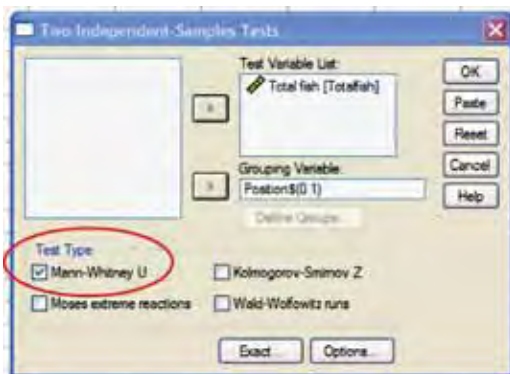 Two Independent-Samples Tests
Test Variable List:
Total fish [Totalfish]
OK
Paste
Reset
Cancel
Help
Grouping Variable:
Position$(0 1)
Define Groups...
Test Type
Mann-Whitney U
Kolmogorov-Smirnov Z
Moses extreme reactions
Wald-Wolfowitz runs
Exact...
Options...